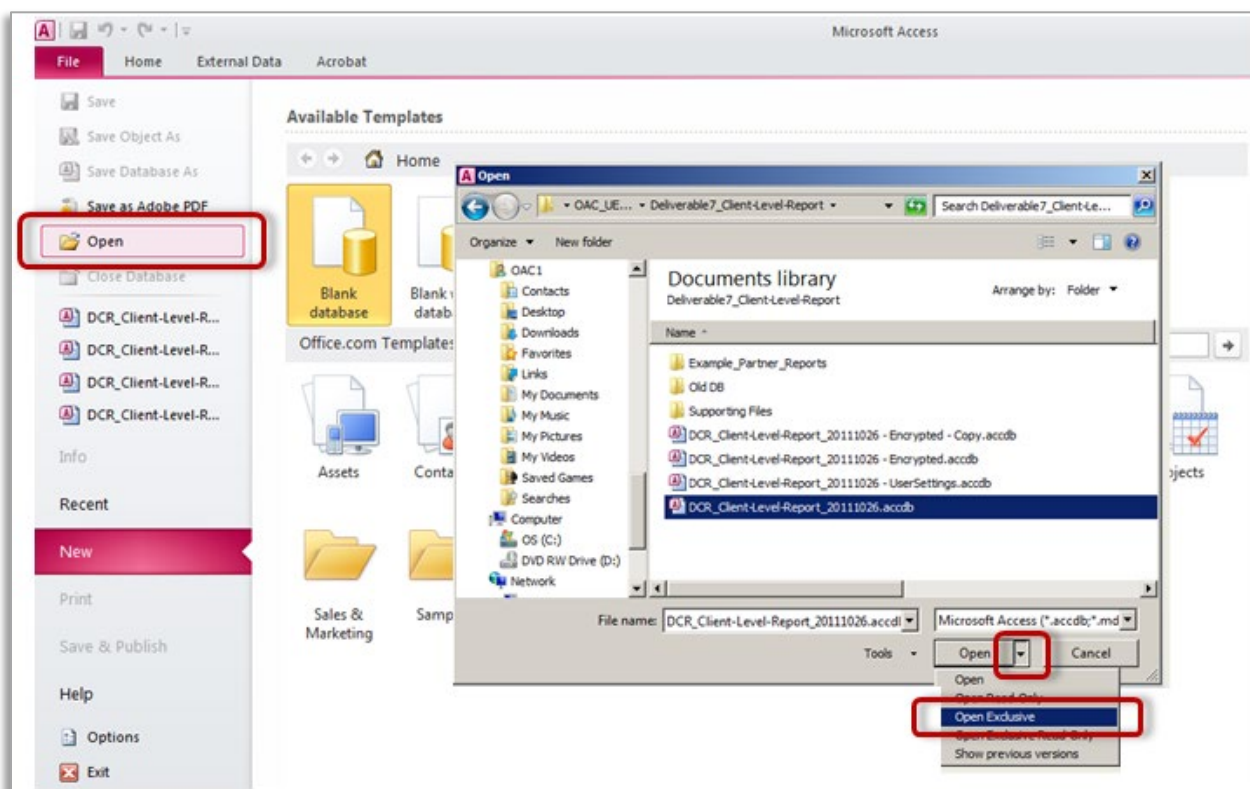 Microsoft Access
File Home External Data Acrobat
Save
Save Object As
Save Database As
Save as Adobe PDF
Open
Close Database
DCR_Client-Level-R...
DCR_Client-Level-R...
DCR_Client-Level-R...
DCR_Client-Level-R...
Info
Recent
New
Print
Save & Publish
Help
Options
Exit
Available Templates
Home
Blank
database
Blank
datab
Office.com Templates
Assets
Conta
ojects
Sales &
Marketing
Samp
Open
OAC_UE... Deliverable7_Client-Level-Report
Search Deliverable7_Client-Le...
Organize New folder
OAC1
Contacts
Desktop
Downloads
Favorites
Links
My Documents
My Music
My Pictures
My Videos
Saved Games
Searches
Computer
OS (C:)
DVD RW Drive (D:)
Network
Documents library
Deliverable7_Client-Level-Report
Arrange by: Folder
Name
Example_Partner_Reports
Old DB
Supporting Files
DCR_Client-Level-Report_20111026 - Encrypted - Copy.accdb
DCR_Client-Level-Report_20111026 - Encrypted.accdb
DCR_Client-Level-Report_20111026 - UserSettings.accdb
DCR_Client-Level-Report_20111026.accdb
File name: DCR_Client-Level-Report_20111026.accd
Microsoft Access (*.accdb;*.md
Tools Open Cancel
Open
Open Read-Only
Open Exclusive
Open Exclusive Read-Only
Show previous versions